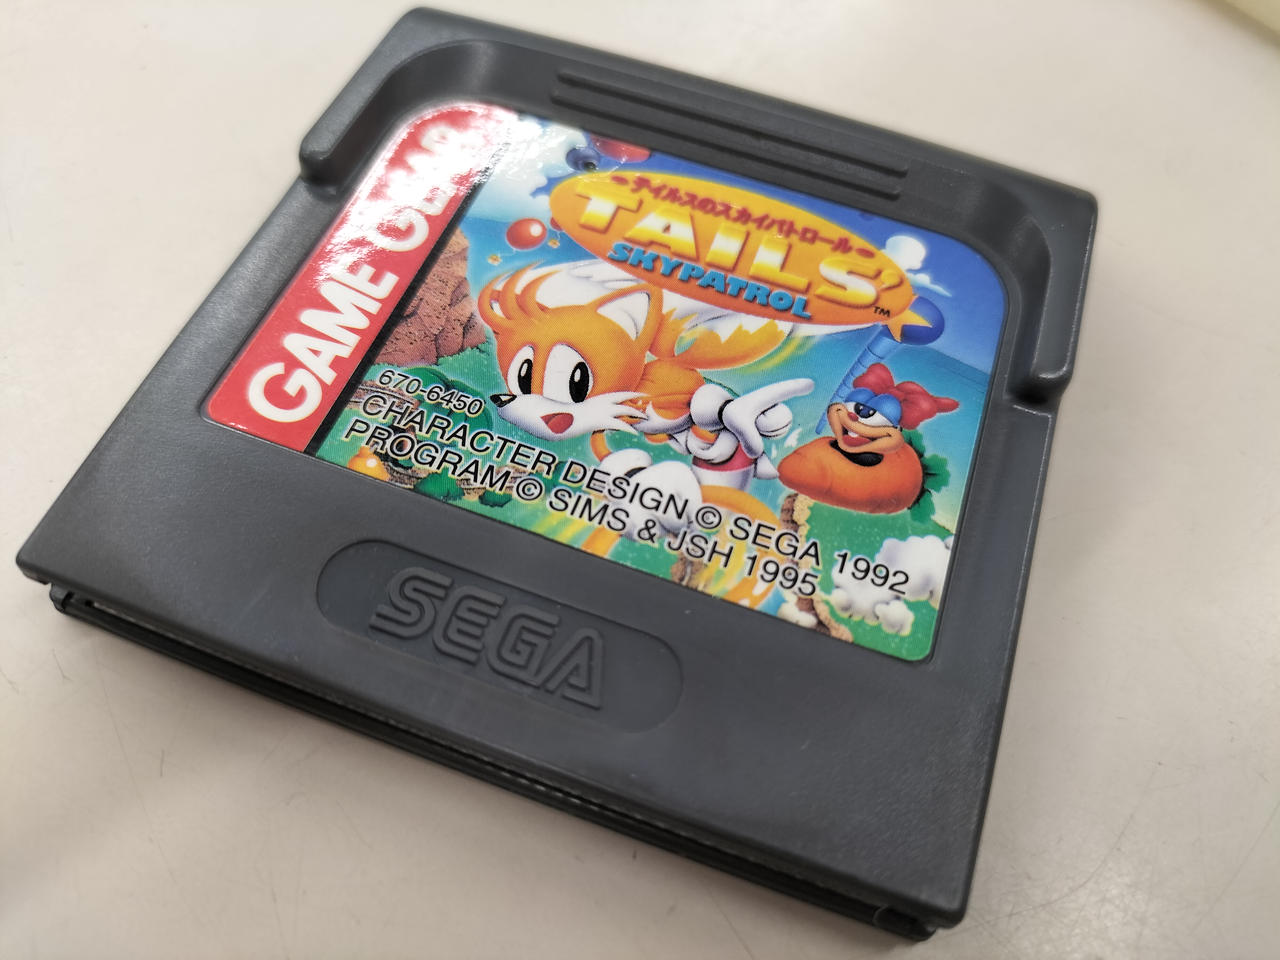 GAME GEAR
テイルスのスカイパトロール
TAILS'
SKYPATROL
TM
670-6450
CHARACTER DESIGN © SEGA 1992
PROGRAM © SIMS & JSH 1995
SEGA